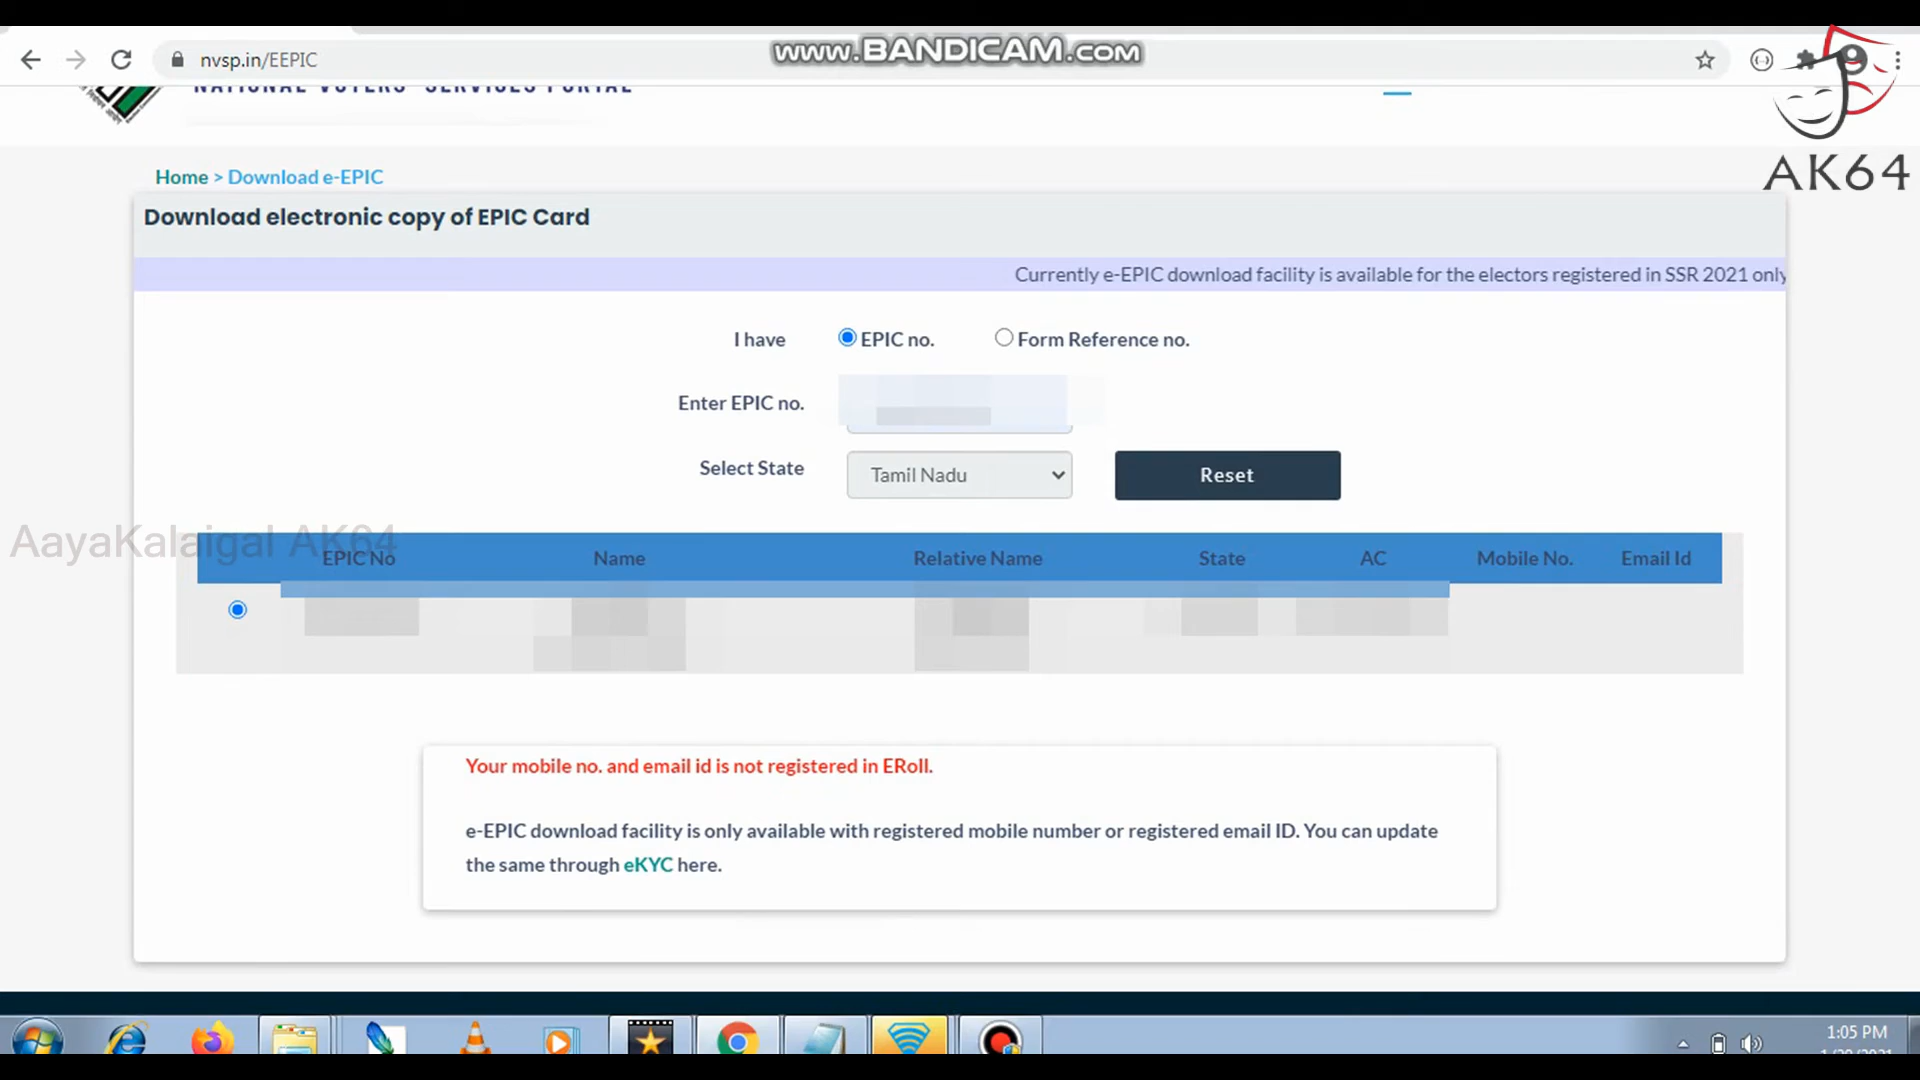 nvsp.in/EEPIC
www.BANDICAM.com
NATIONAL VOTERS' SERVICES PORTAL
AK64
Home > Download e-EPIC
Download electronic copy of EPIC Card
Currently e-EPIC download facility is available for the electors registered in SSR 2021 only
I have EPIC no. Form Reference no.
Enter EPIC no.
Select State Tamil Nadu Reset
AayaKalaigal AK64
EPIC No Name Relative Name State AC Mobile No. Email Id
Your mobile no. and email id is not registered in ERoll.
e-EPIC download facility is only available with registered mobile number or registered email ID. You can update
the same through eKYC here.
1:05 PM